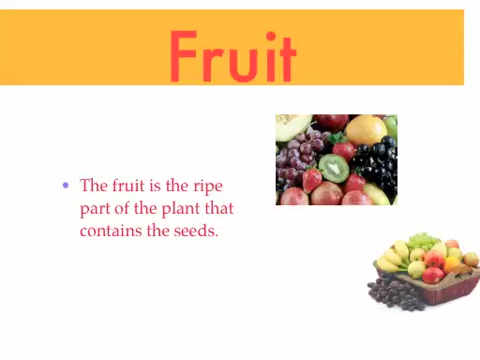 Fruit
The fruit is the ripe
part of the plant that
contains the seeds.